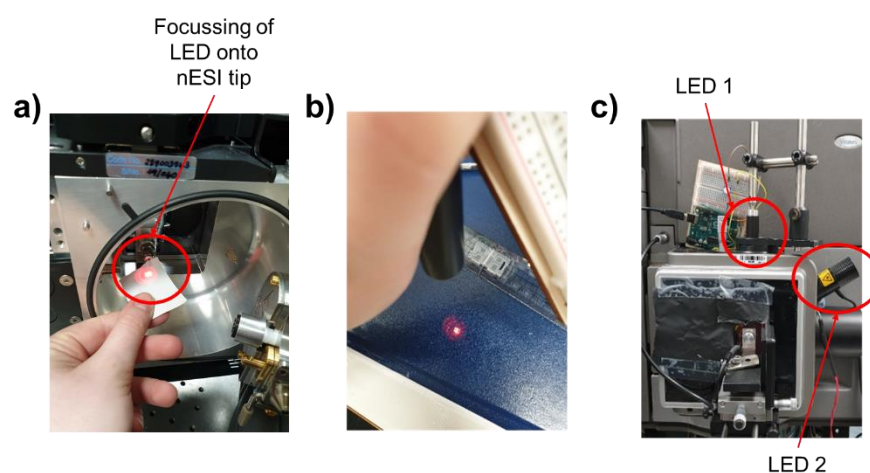 Focussing of
LED onto
nESI tip
a)
b)
c)
LED 1
LED 2